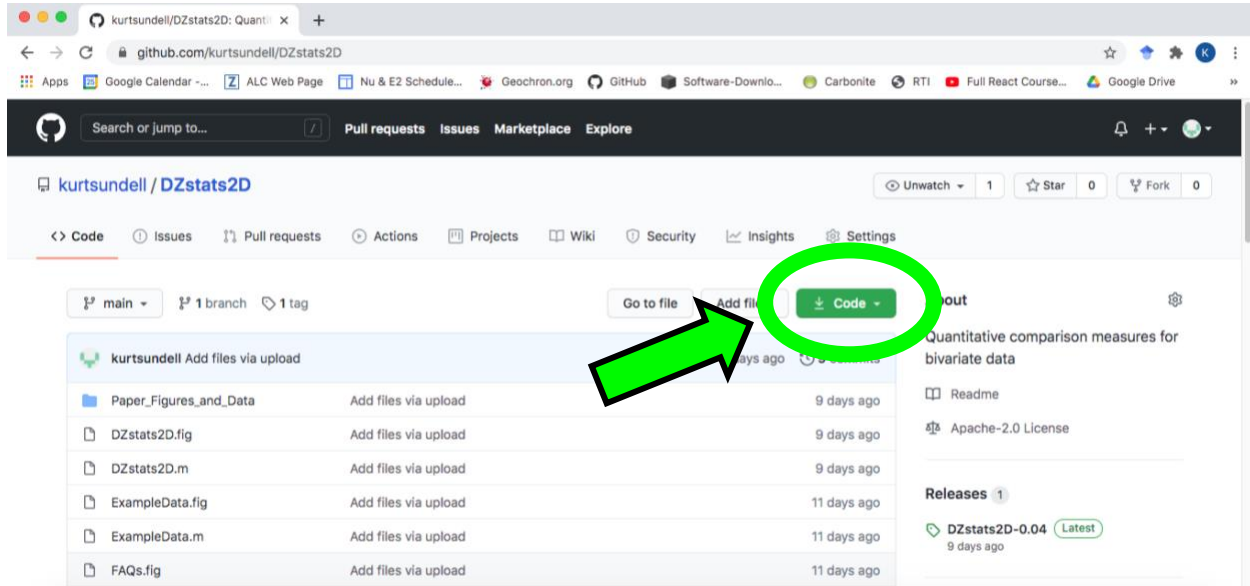 kurtsundell/DZstats2D: Quanti
github.com/kurtsundell/DZstats2D
K
Apps Google Calendar -... Z ALC Web Page Nu & E2 Schedule... Geochron.org GitHub Software-Downlo... Carbonite RTI Full React Course... Google Drive »
Search or jump to... / Pull requests Issues Marketplace Explore
kurtsundell / DZstats2D Unwatch 1 Star 0 Fork 0
<> Code Issues Pull requests Actions Projects Wiki Security Insights Settings
main 1 branch 1 tag Go to file Add Code
Quantitative comparison measures for
bivariate data
kurtsundell Add files via upload ago
Readme
Paper_Figures_and_Data Add files via upload 9 days ago
Apache-2.0 License
DZstats2D.fig Add files via upload 9 days ago
DZstats2D.m Add files via upload 9 days ago
Releases 1
ExampleData.fig Add files via upload 11 days ago
DZstats2D-0.04 Latest
ExampleData.m Add files via upload 11 days ago
9 days ago
FAQs.fig Add files via upload 11 days ago